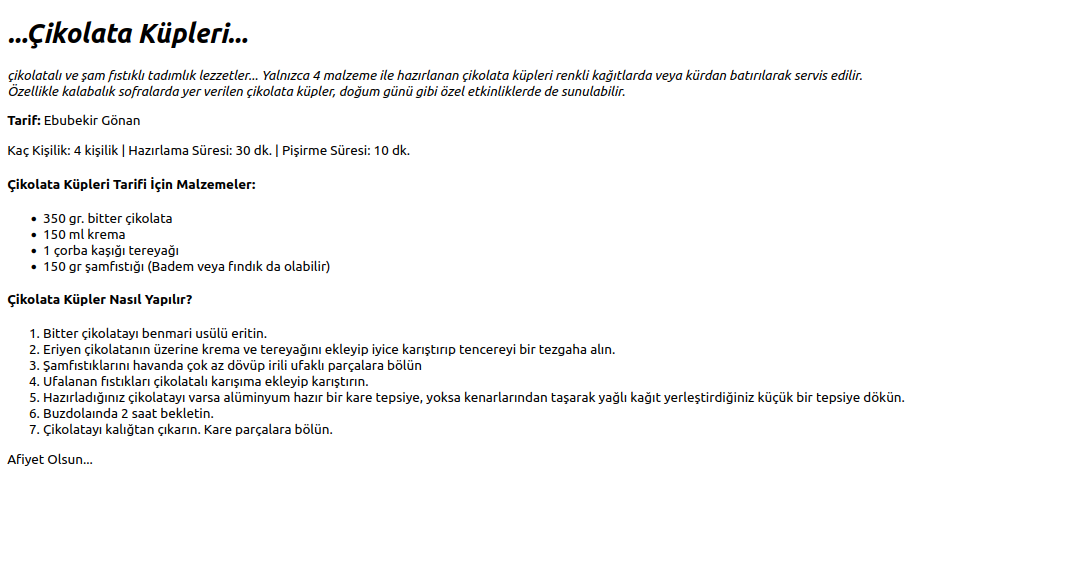 ...Çikolata Küpleri...
çikolatalı ve şam fıstıklı tadımlık lezzetler... Yalnızca 4 malzeme ile hazırlanan çikolata küpleri renkli kağıtlarda veya kürdan batırılarak servis edilir.
Özellikle kalabalık sofralarda yer verilen çikolata küpler, doğum günü gibi özel etkinliklerde de sunulabilir.
Tarif: Ebubekir Gönan
Kaç Kişilik: 4 kişilik | Hazırlama Süresi: 30 dk. | Pişirme Süresi: 10 dk.
Çikolata Küpleri Tarifi İçin Malzemeler:
• 350 gr. bitter çikolata
• 150 ml krema
• 1 çorba kaşığı tereyağı
• 150 gr şamfıstığı (Badem veya fındık da olabilir)
Çikolata Küpler Nasıl Yapılır?
1. Bitter çikolatayı benmari usülü eritin.
2. Eriyen çikolatanın üzerine krema ve tereyağını ekleyip iyice karıştırıp tencereyi bir tezgaha alın.
3. Şamfıstıklarını havanda çok az dövüp irili ufaklı parçalara bölün
4. Ufalanan fıstıkları çikolatalı karışıma ekleyip karıştırın.
5. Hazırladığınız çikolatayı varsa alüminyum hazır bir kare tepsiye, yoksa kenarlarından taşarak yağlı kağıt yerleştirdiğiniz küçük bir tepsiye dökün.
6. Buzdolaında 2 saat bekletin.
7. Çikolatayı kalığtan çıkarın. Kare parçalara bölün.
Afiyet Olsun...